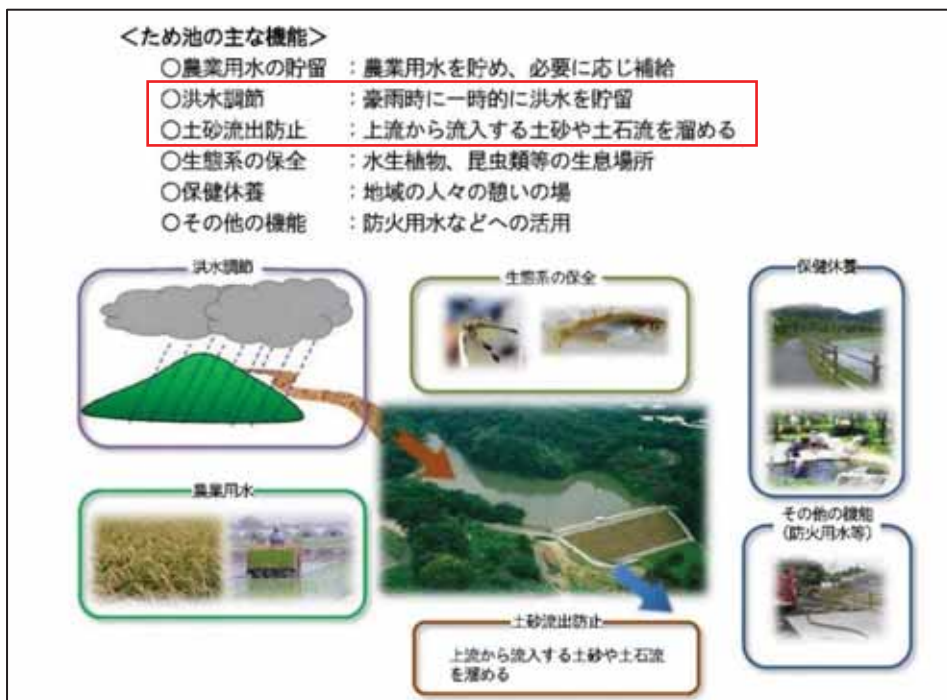 ＜ため池の主な機能＞
○農業用水の貯留 ：農業用水を貯め、必要に応じ補給
○洪水調節 ：豪雨時に一時的に洪水を貯留
○土砂流出防止 ：上流から流入する土砂や土石流を溜める
○生態系の保全 ：水生植物、昆虫類等の生息場所
○保健休養 ：地域の人々の憩いの場
○その他の機能 ：防火用水などへの活用
洪水調節
生態系の保全
保健休養
農業用水
その他の機能
（防火用水等）
土砂流出防止
上流から流入する土砂や土石流
を溜める